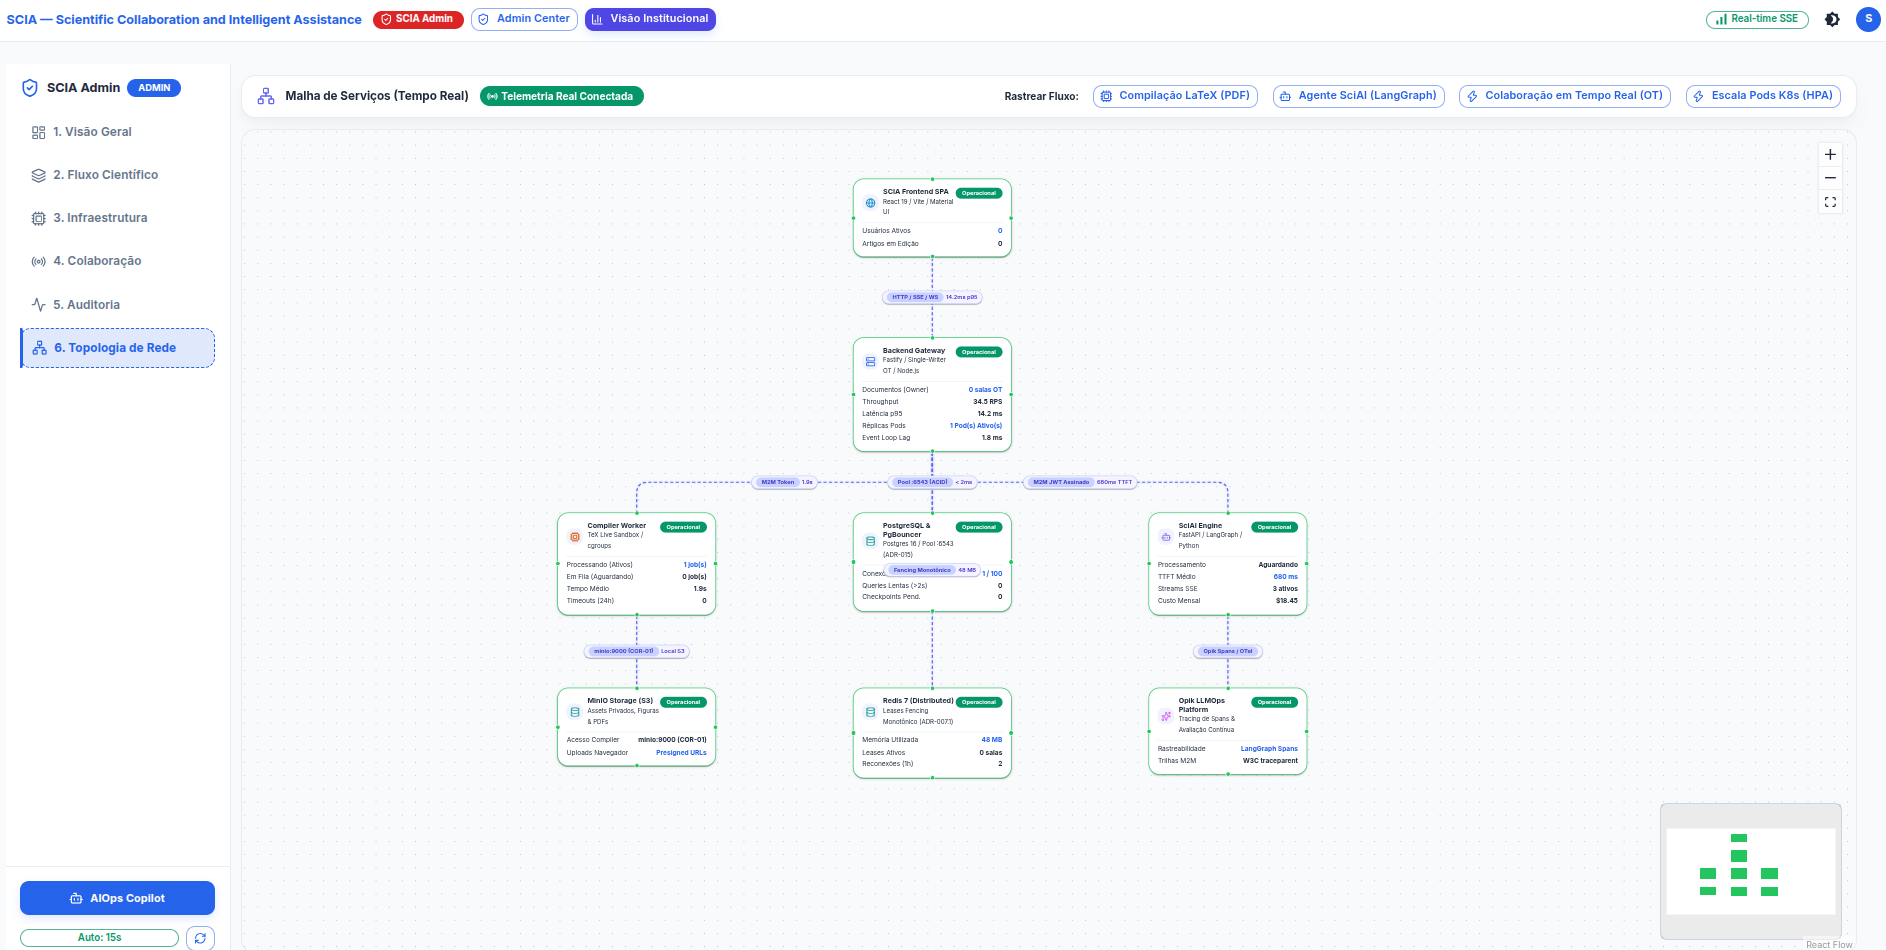 SCIA — Scientific Collaboration and Intelligent Assistance
SCIA Admin
Admin Center
Visão Institucional
Real-time SSE
S
SCIA Admin
ADMIN
1. Visão Geral
2. Fluxo Científico
3. Infraestrutura
4. Colaboração
5. Auditoria
6. Topologia de Rede
AIOps Copilot
Auto: 15s
Malha de Serviços (Tempo Real)
Telemetria Real Conectada
Rastrear Fluxo:
Compilação LaTeX (PDF)
Agente SciAI (LangGraph)
Colaboração em Tempo Real (OT)
Escala Pods K8s (HPA)
SCIA Frontend SPA
Operacional
React 19 / Vite / Material
UI
Usuários Ativos 0
Artigos em Edição 0
HTTP / SSE / WS 14.2ms p95
Backend Gateway
Operacional
Fastify / Single-Writer
OT / Node.js
Documentos (Owner) 0 salas OT
Throughput 34.5 RPS
Latência p95 14.2 ms
Réplicas Pods 1 Pod(s) Ativo(s)
Event Loop Lag 1.8 ms
M2M Token 1.9s
Pool :6543 (ACID) < 2ms
M2M JWT Assinado 680ms TTFT
Compiler Worker
Operacional
TeX Live Sandbox /
cgroups
Processando (Ativos) 1 job(s)
Em Fila (Aguardando) 0 job(s)
Tempo Médio 1.9s
Timeouts (24h) 0
PostgreSQL &
PgBouncer
Operacional
Postgres 16 / Pool :6543
(ADR-015)
Fencing Monotônico 48 MB
1 / 100
Queries Lentas (>2s) 0
Checkpoints Pend. 0
SciAI Engine
Operacional
FastAPI / LangGraph /
Python
Processamento Aguardando
TTFT Médio 680 ms
Streams SSE 3 ativos
Custo Mensal $18.45
minio:9000 (COR-01) Local S3
Opik Spans / OTel
MinIO Storage (S3)
Operacional
Assets Privados, Figuras
& PDFs
Acesso Compiler minio:9000 (COR-01)
Uploads Navegador Presigned URLs
Redis 7 (Distributed)
Operacional
Leases Fencing
Monotônico (ADR-0071)
Memória Utilizada 48 MB
Leases Ativos 0 salas
Reconexões (1h) 2
Opik LLMOps
Platform
Operacional
Tracing de Spans &
Avaliação Contínua
Rastreabilidade LangGraph Spans
Trilhas M2M W3C traceparent
React Flow